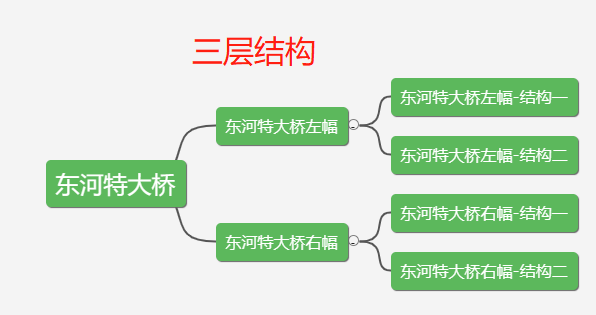 三层结构
东河特大桥
东河特大桥左幅
东河特大桥左幅-结构一
东河特大桥左幅-结构二
东河特大桥右幅
东河特大桥右幅-结构一
东河特大桥右幅-结构二